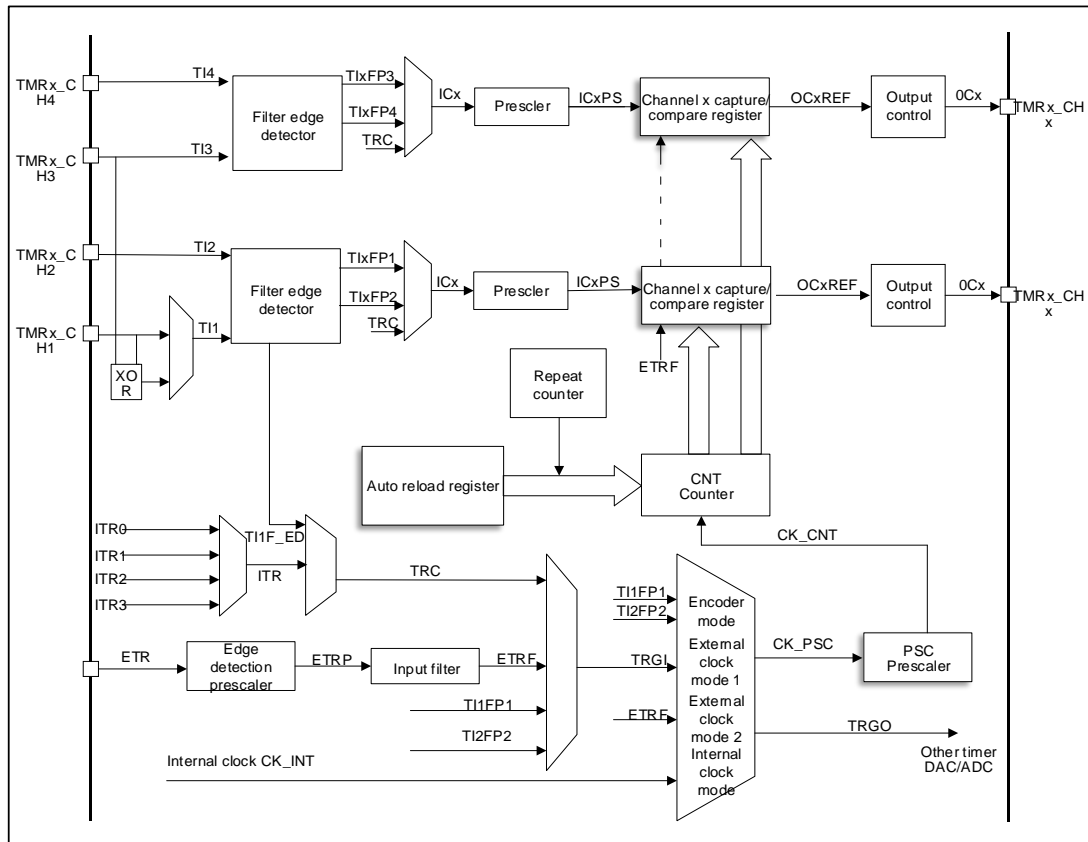 TMRx_C
H4
TI4
Filter edge
detector
TIxFP3
TIxFP4
TRC
ICx
Prescler
ICxPS
Channel x capture/
compare register
OCxREF
Output
control
0Cx
TMRx_CH
x
TMRx_C
H3
TI3
TMRx_C
H2
TI2
Filter edge
detector
TIxFP1
TIxFP2
TRC
ICx
Prescler
ICxPS
Channel x capture/
compare register
OCxREF
Output
control
0Cx
TMRx_CH
x
TMRx_C
H1
TI1
XO
R
ETRF
Repeat
counter
Auto reload register
CNT
Counter
CK_CNT
ITR0
ITR1
ITR2
ITR3
TI1F_ED
ITR
TRC
TI1FP1
TI2FP2
Encoder
mode
External
clock
mode 1
External
clock
mode 2
Internal
clock
mode
CK_PSC
PSC
Prescaler
ETR
Edge
detection
prescaler
ETRP
Input filter
ETRF
TRGI
TI1FP1
TI2FP2
ETRF
TRGO
Other timer
DAC/ADC
Internal clock CK_INT